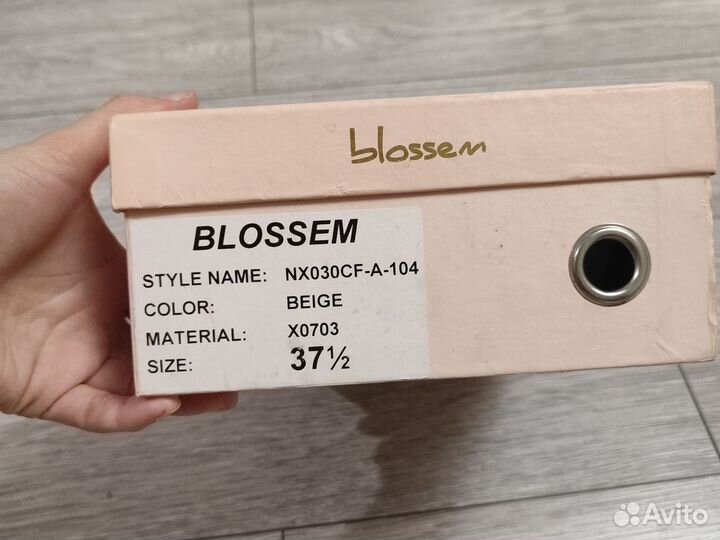 blossem
BLOSSEM
STYLE NAME: NX030CF-A-104
COLOR: BEIGE
MATERIAL: X0703
SIZE: 37½
Avito